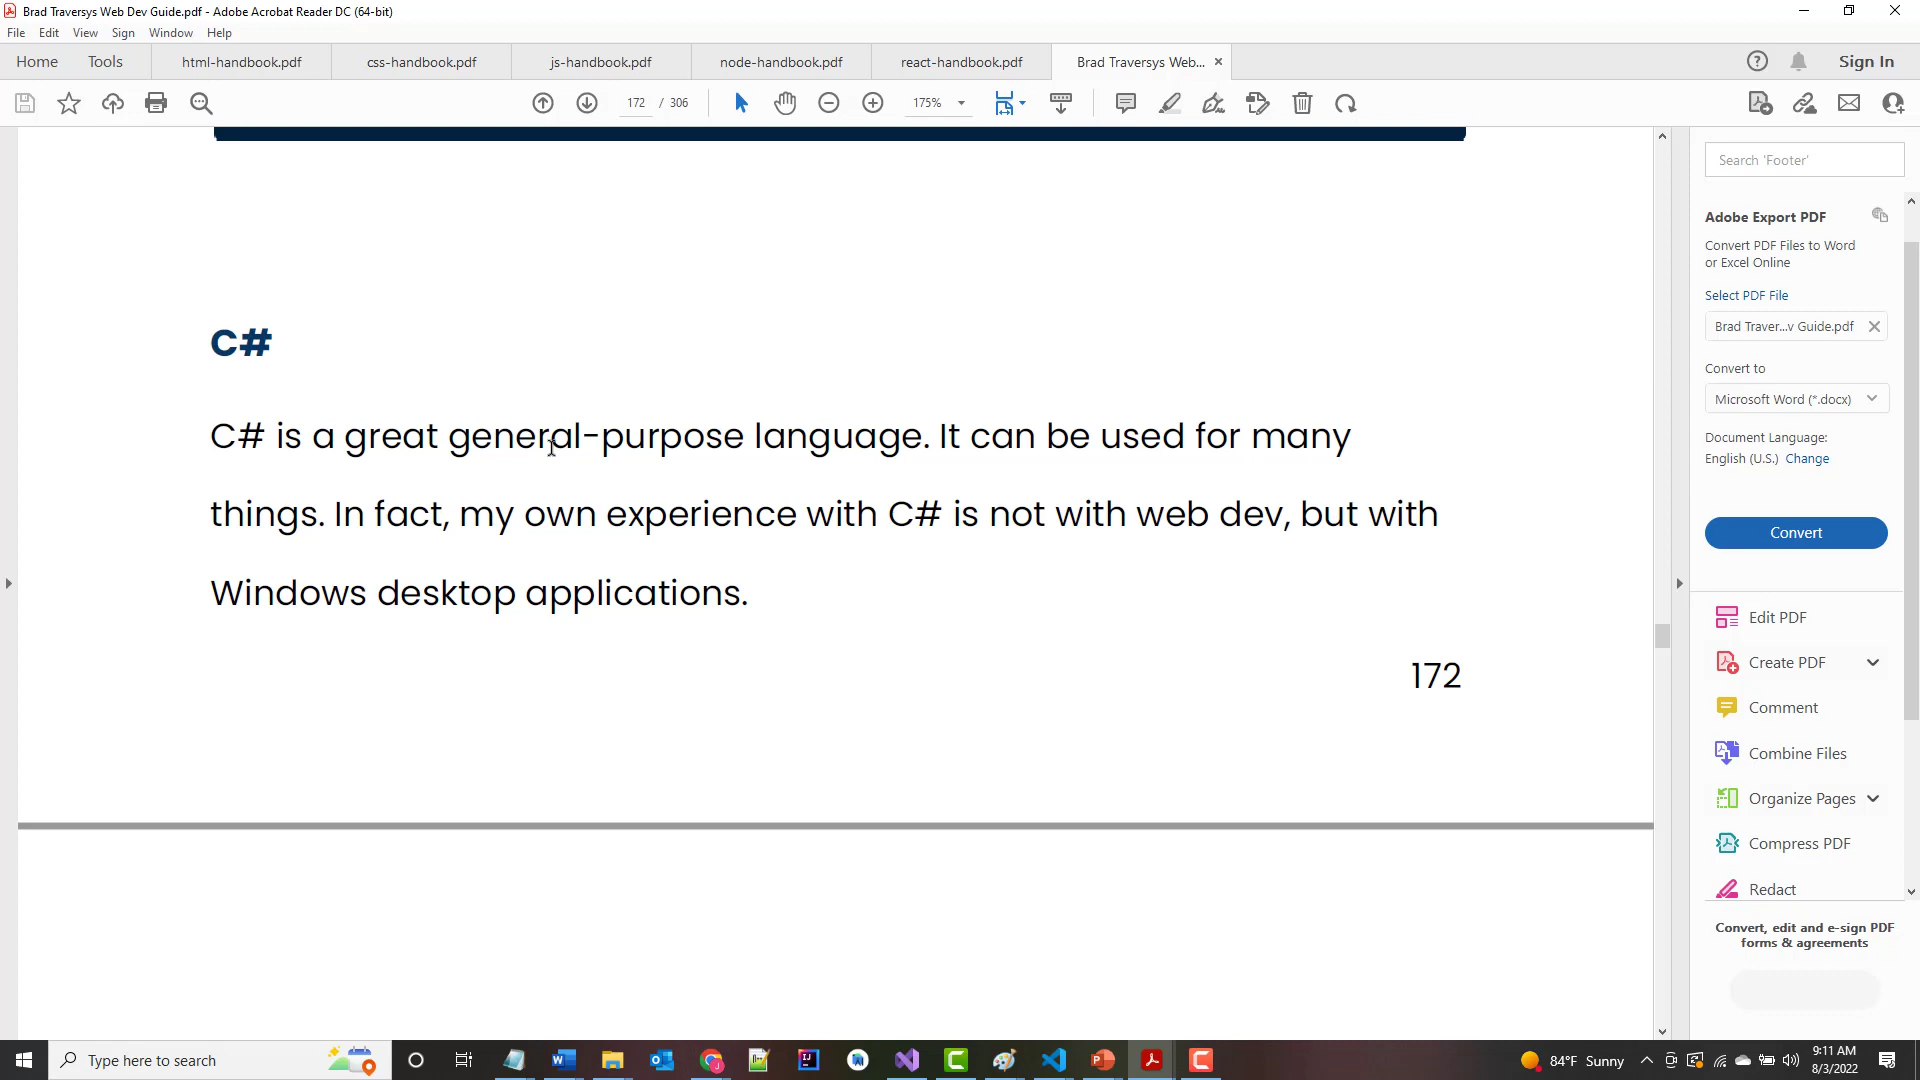 Brad Traversys Web Dev Guide.pdf - Adobe Acrobat Reader DC (64-bit)
File Edit View Sign Window Help
Home Tools html-handbook.pdf css-handbook.pdf js-handbook.pdf node-handbook.pdf react-handbook.pdf Brad Traversys Web... Sign In
172 / 306 175%
Search 'Footer'
Adobe Export PDF
Convert PDF Files to Word
or Excel Online
Select PDF File
Brad Traver...v Guide.pdf
Convert to
Microsoft Word (*.docx)
Document Language:
English (U.S.) Change
Convert
Edit PDF
Create PDF
Comment
Combine Files
Organize Pages
Compress PDF
Redact
Convert, edit and e-sign PDF
forms & agreements
C#
C# is a great general-purpose language. It can be used for many
things. In fact, my own experience with C# is not with web dev, but with
Windows desktop applications.
172
Type here to search
84°F Sunny
9:11 AM
8/3/2022